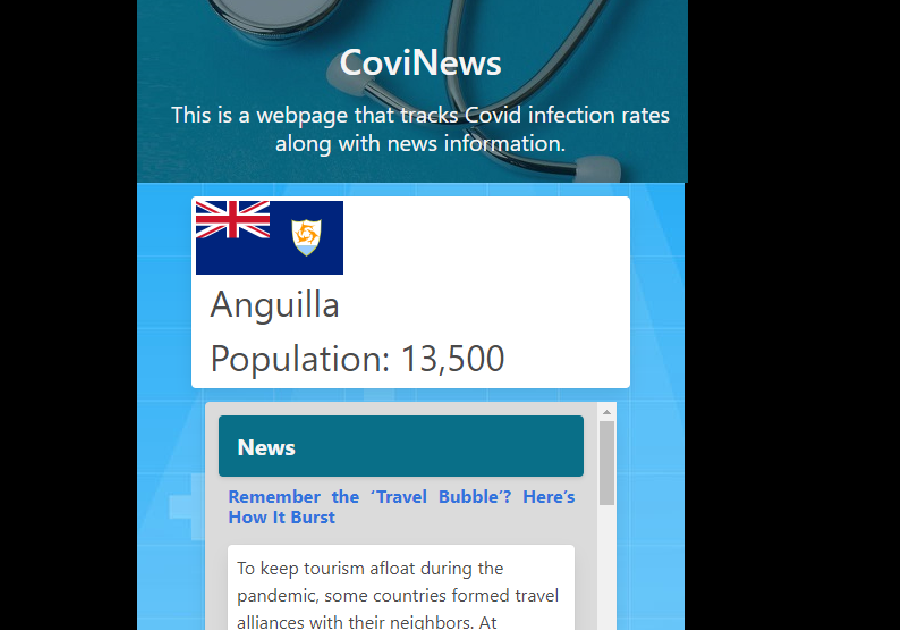 CoviNews
This is a webpage that tracks Covid infection rates
along with news information.
Anguilla
Population: 13,500
News
Remember the ‘Travel Bubble’? Here’s
How It Burst
To keep tourism afloat during the
pandemic, some countries formed travel
alliances with their neighbors. At